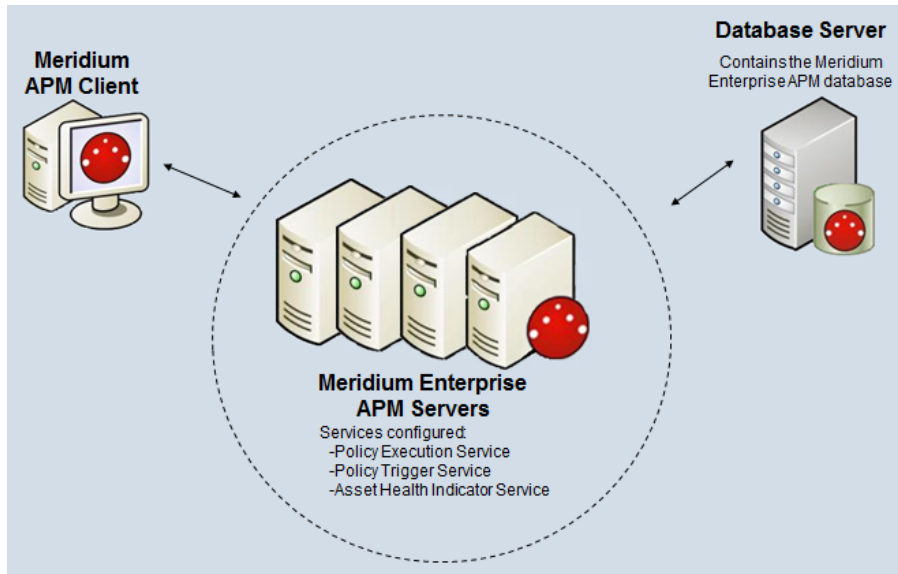 Meridium
APM Client
Database Server
Contains the Meridium
Enterprise APM database
Meridium Enterprise
APM Servers
Services configured:
-Policy Execution Service
-Policy Trigger Service
-Asset Health Indicator Service